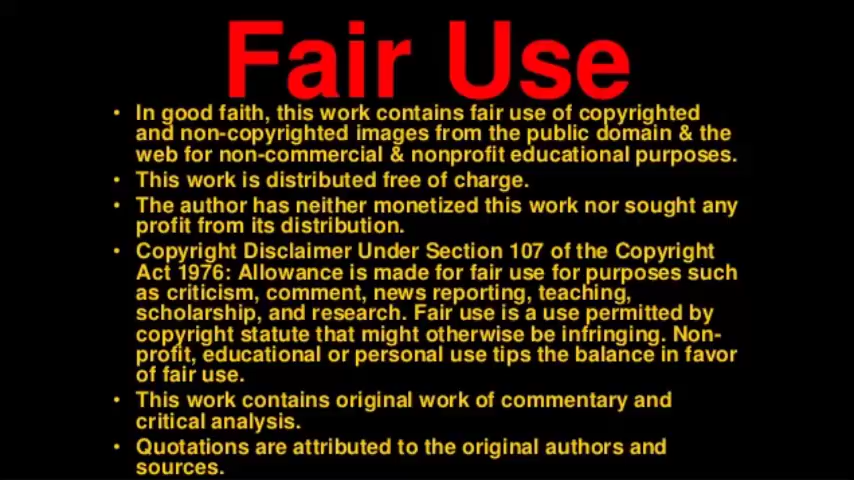 Fair Use
• In good faith, this work contains fair use of copyrighted
and non-copyrighted images from the public domain & the
web for non-commercial & nonprofit educational purposes.
• This work is distributed free of charge.
• The author has neither monetized this work nor sought any
profit from its distribution.
• Copyright Disclaimer Under Section 107 of the Copyright
Act 1976: Allowance is made for fair use for purposes such
as criticism, comment, news reporting, teaching,
scholarship, and research. Fair use is a use permitted by
copyright statute that might otherwise be infringing. Non-
profit, educational or personal use tips the balance in favor
of fair use.
• This work contains original work of commentary and
critical analysis.
• Quotations are attributed to the original authors and
sources.